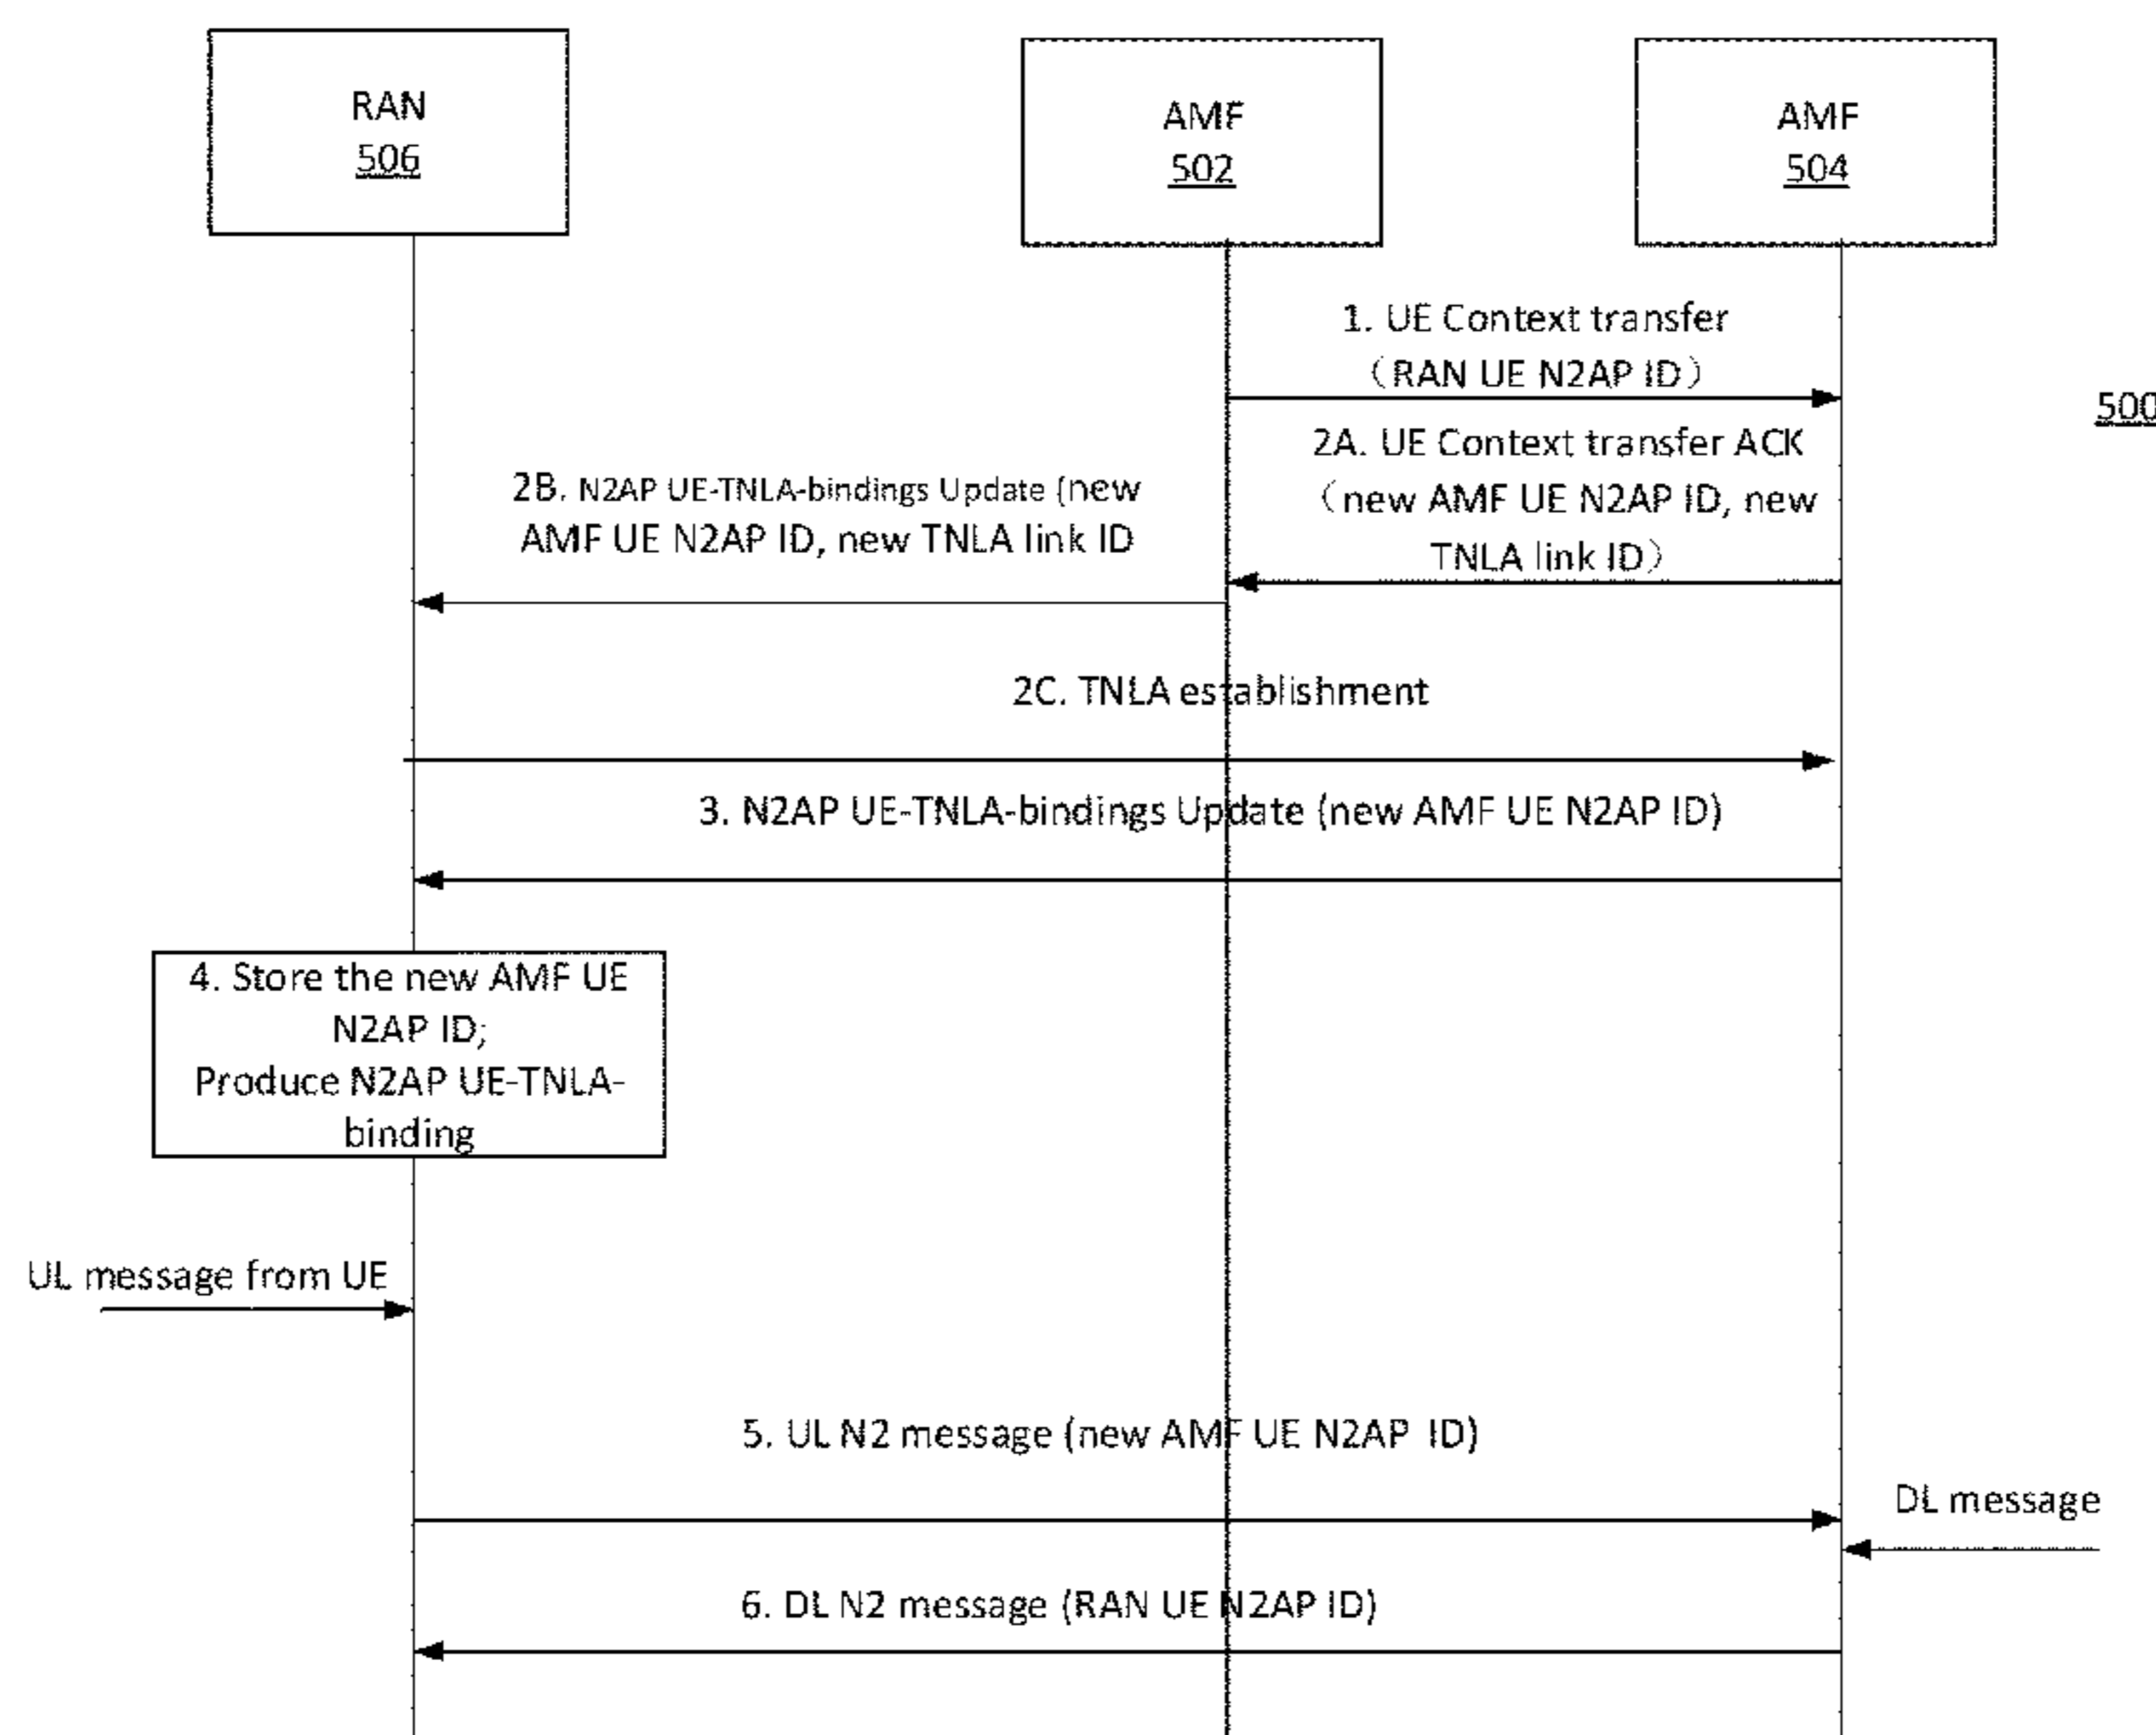 RAN
506
AMF
502
AMF
504
1. UE Context transfer
（RAN UE N2AP ID）
500
2A. UE Context transfer ACK
（new AMF UE N2AP ID, new
TNLA link ID）
2B. N2AP UE-TNLA-bindings Update (new
AMF UE N2AP ID, new TNLA link ID
2C. TNLA establishment
3. N2AP UE-TNLA-bindings Update (new AMF UE N2AP ID)
4. Store the new AMF UE
N2AP ID;
Produce N2AP UE-TNLA-
binding
UL message from UE
5. UL N2 message (new AMF UE N2AP ID)
DL message
6. DL N2 message (RAN UE N2AP ID)